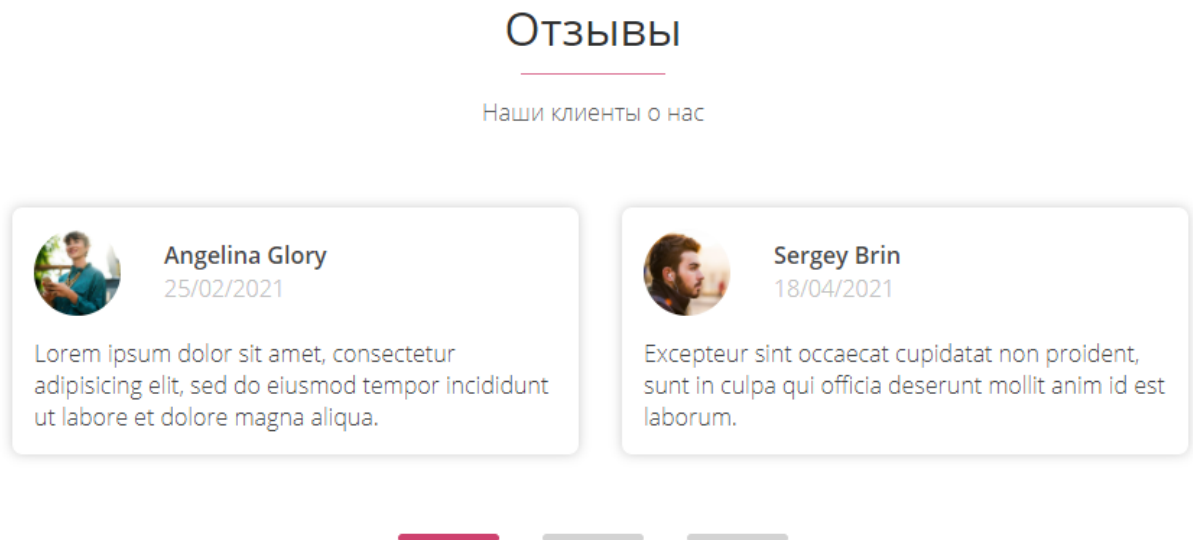 Отзывы
Наши клиенты о нас
Angelina Glory
25/02/2021
Lorem ipsum dolor sit amet, consectetur
adipisicing elit, sed do eiusmod tempor incididunt
ut labore et dolore magna aliqua.
Sergey Brin
18/04/2021
Excepteur sint occaecat cupidatat non proident,
sunt in culpa qui officia deserunt mollit anim id est
laborum.